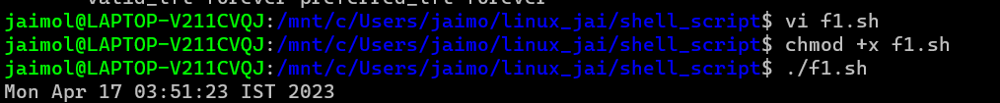 valid_lft forever preferred_lft forever
jaimol@LAPTOP-V211CVQJ:/mnt/c/Users/jaimo/linux_jai/shell_script$ vi f1.sh
jaimol@LAPTOP-V211CVQJ:/mnt/c/Users/jaimo/linux_jai/shell_script$ chmod +x f1.sh
jaimol@LAPTOP-V211CVQJ:/mnt/c/Users/jaimo/linux_jai/shell_script$ ./f1.sh
Mon Apr 17 03:51:23 IST 2023